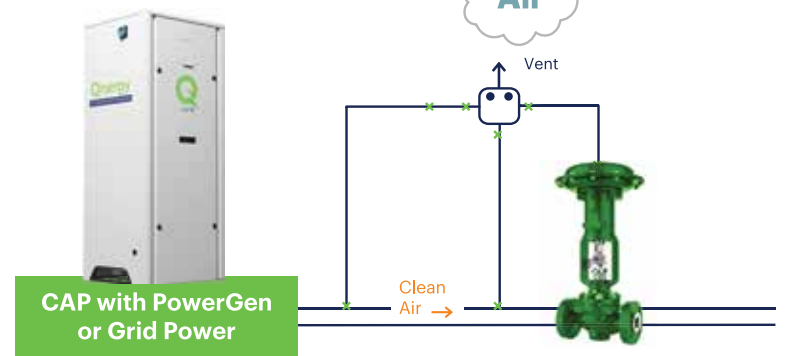 Air
Vent
Qnergy
Q
Clean
Air
CAP with PowerGen
or Grid Power